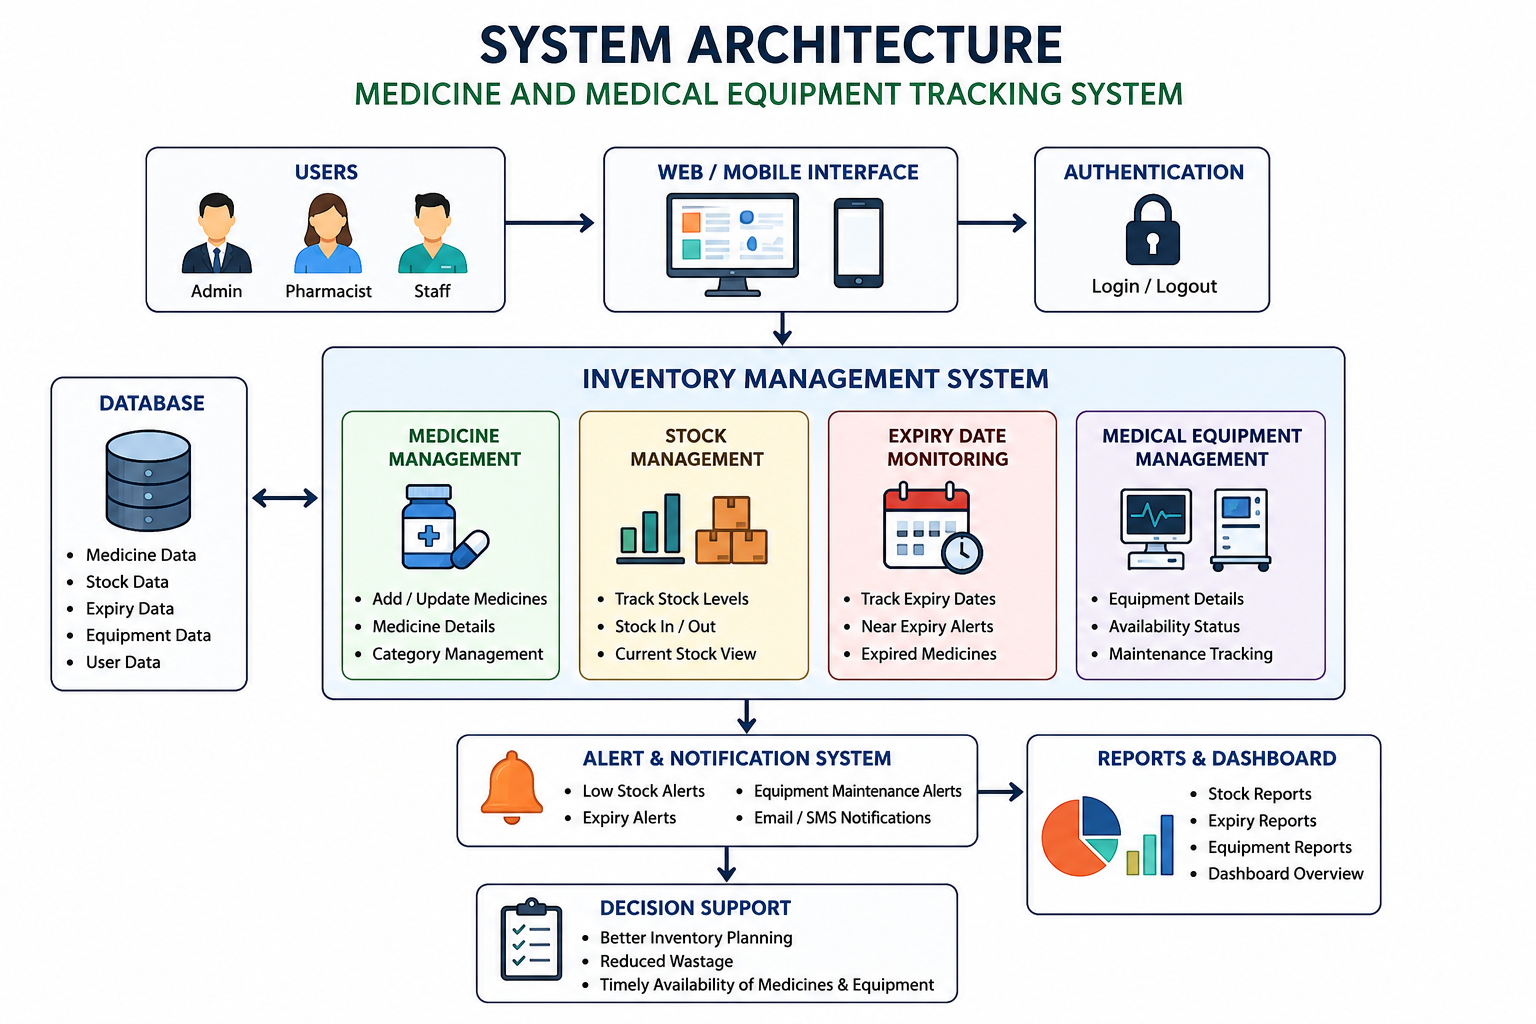 SYSTEM ARCHITECTURE
MEDICINE AND MEDICAL EQUIPMENT TRACKING SYSTEM
USERS
Admin
Pharmacist
Staff
WEB / MOBILE INTERFACE
AUTHENTICATION
Login / Logout
DATABASE
• Medicine Data
• Stock Data
• Expiry Data
• Equipment Data
• User Data
INVENTORY MANAGEMENT SYSTEM
MEDICINE
MANAGEMENT
• Add / Update Medicines
• Medicine Details
• Category Management
STOCK
MANAGEMENT
• Track Stock Levels
• Stock In / Out
• Current Stock View
EXPIRY DATE
MONITORING
• Track Expiry Dates
• Near Expiry Alerts
• Expired Medicines
MEDICAL EQUIPMENT
MANAGEMENT
• Equipment Details
• Availability Status
• Maintenance Tracking
ALERT & NOTIFICATION SYSTEM
• Low Stock Alerts
• Expiry Alerts
• Equipment Maintenance Alerts
• Email / SMS Notifications
REPORTS & DASHBOARD
• Stock Reports
• Expiry Reports
• Equipment Reports
• Dashboard Overview
DECISION SUPPORT
• Better Inventory Planning
• Reduced Wastage
• Timely Availability of Medicines & Equipment